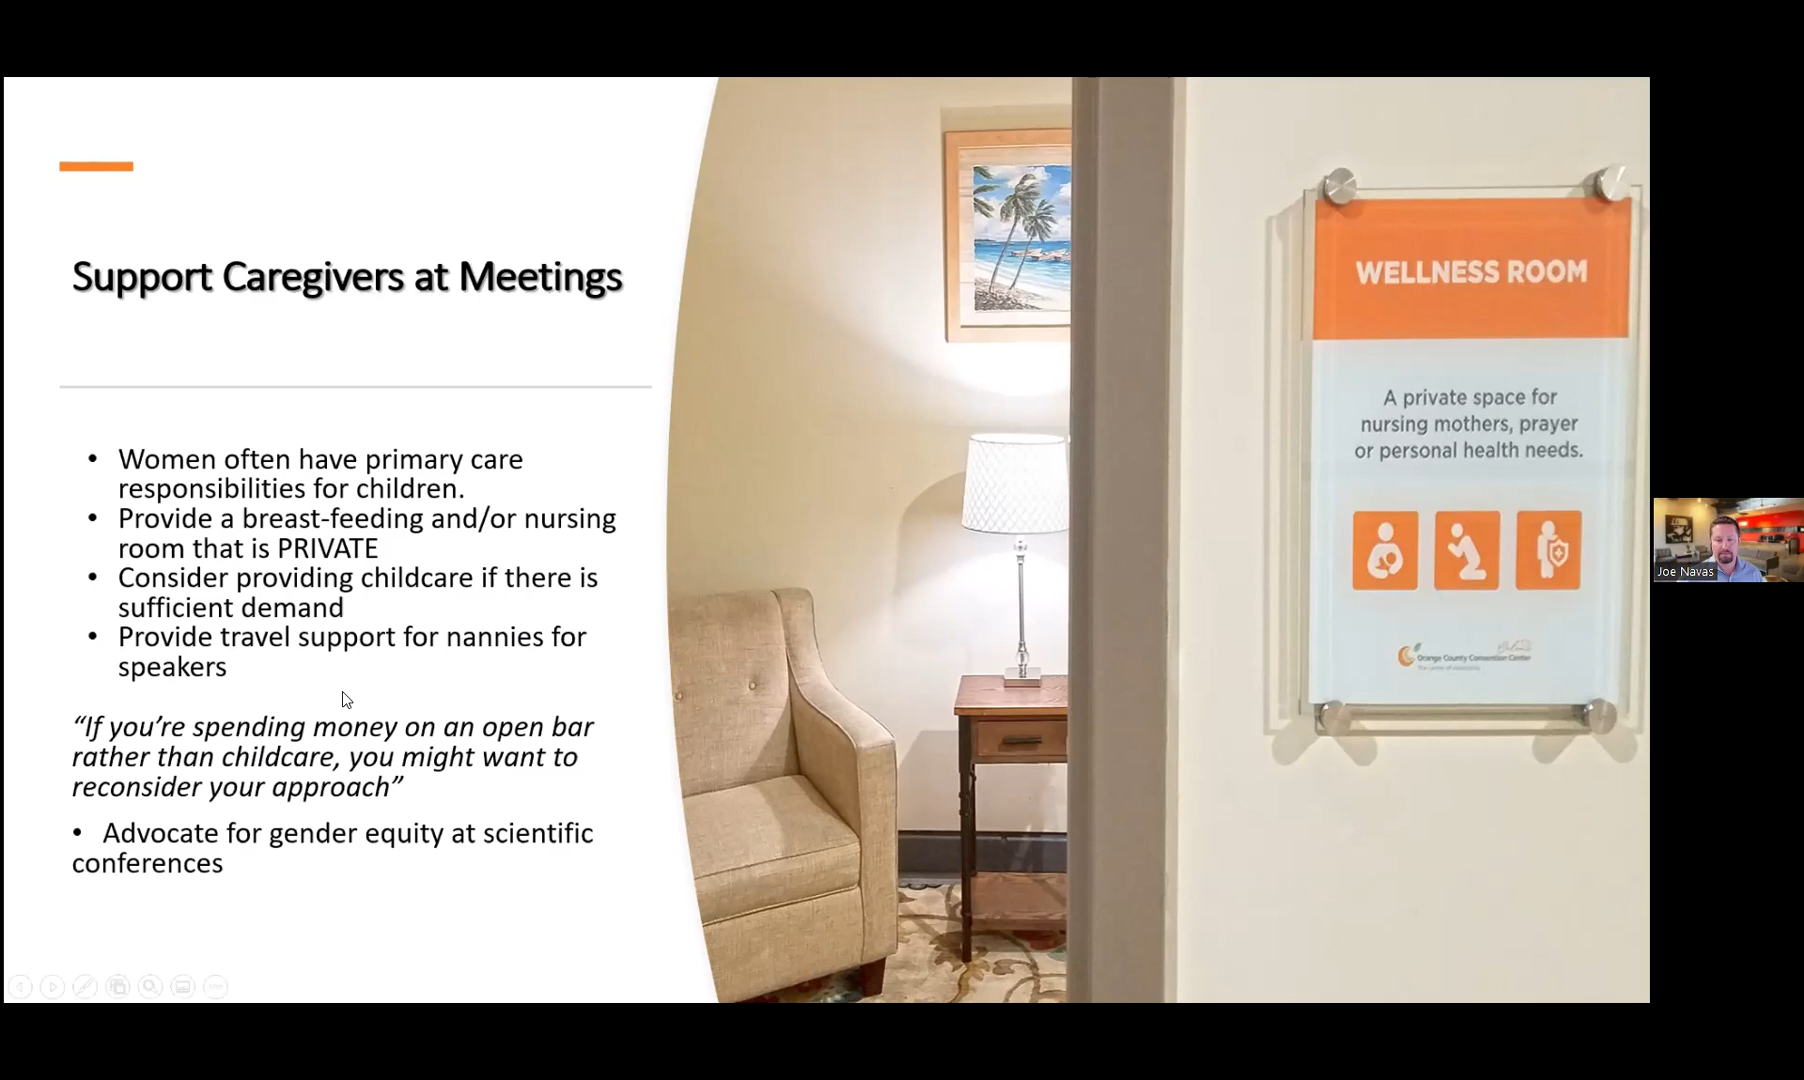 Support Caregivers at Meetings
• Women often have primary care
responsibilities for children.
• Provide a breast-feeding and/or nursing
room that is PRIVATE
• Consider providing childcare if there is
sufficient demand
• Provide travel support for nannies for
speakers
“If you’re spending money on an open bar
rather than childcare, you might want to
reconsider your approach”
• Advocate for gender equity at scientific
conferences
WELLNESS ROOM
A private space for
nursing mothers, prayer
or personal health needs.
Orange County Convention Center
Joe Navas